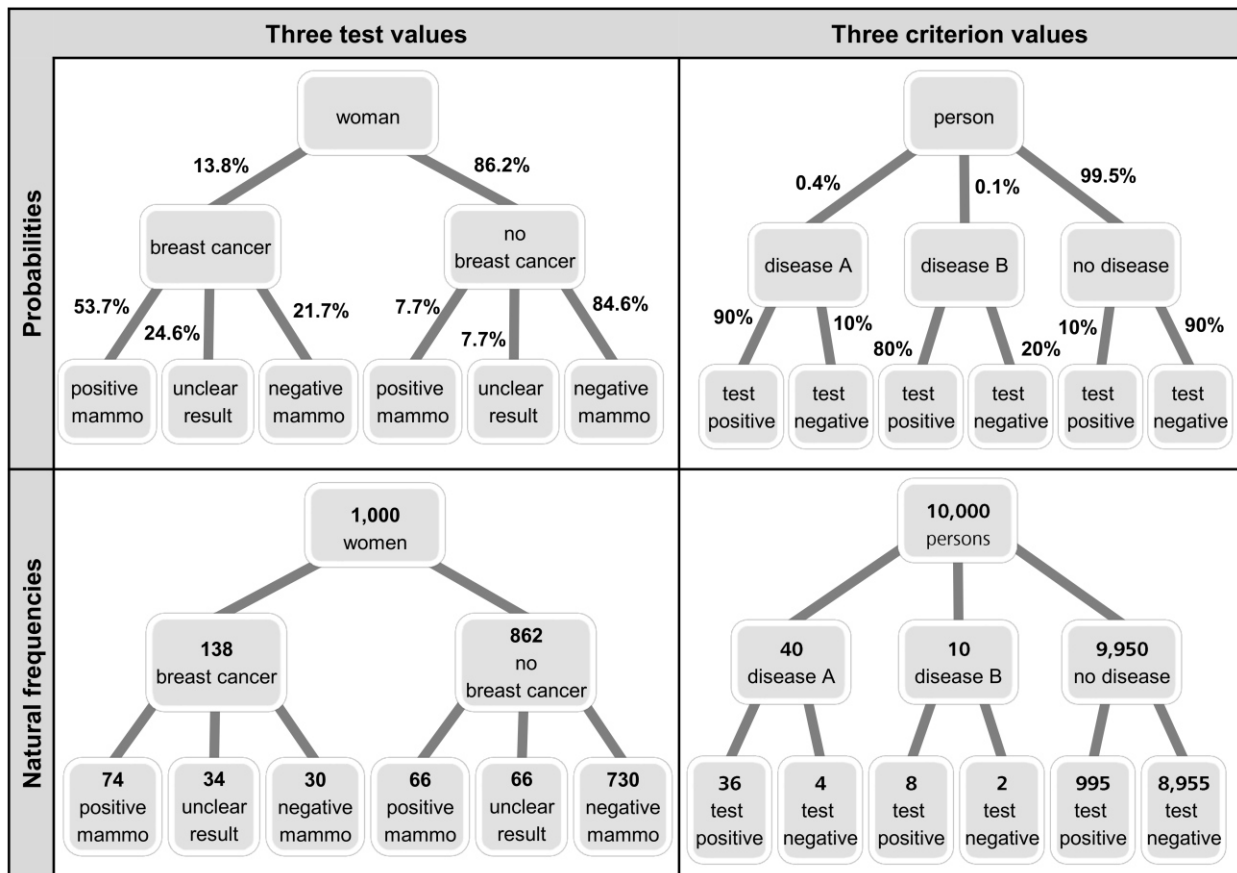 Three test values
Three criterion values
Probabilities
woman
13.8%
86.2%
breast cancer
no
breast cancer
53.7%
24.6%
21.7%
7.7%
7.7%
84.6%
positive
mammo
unclear
result
negative
mammo
positive
mammo
unclear
result
negative
mammo
person
0.4%
0.1%
99.5%
disease A
disease B
no disease
90%
10%
80%
20%
10%
90%
test
positive
test
negative
test
positive
test
negative
test
positive
test
negative
Natural frequencies
1,000
women
138
breast cancer
862
no
breast cancer
74
positive
mammo
34
unclear
result
30
negative
mammo
66
positive
mammo
66
unclear
result
730
negative
mammo
10,000
persons
40
disease A
10
disease B
9,950
no disease
36
test
positive
4
test
negative
8
test
positive
2
test
negative
995
test
positive
8,955
test
negative